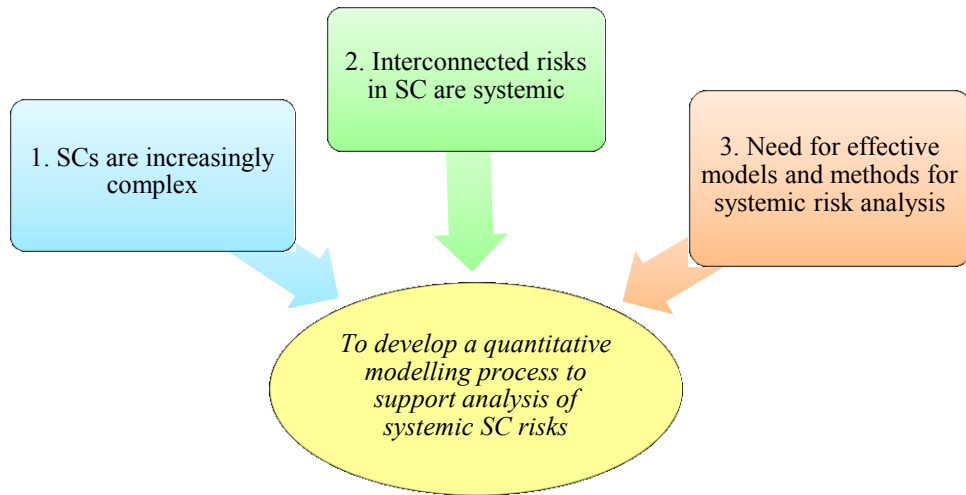 1. SCs are increasingly
complex
2. Interconnected risks
in SC are systemic
3. Need for effective
models and methods for
systemic risk analysis
To develop a quantitative
modelling process to
support analysis of
systemic SC risks